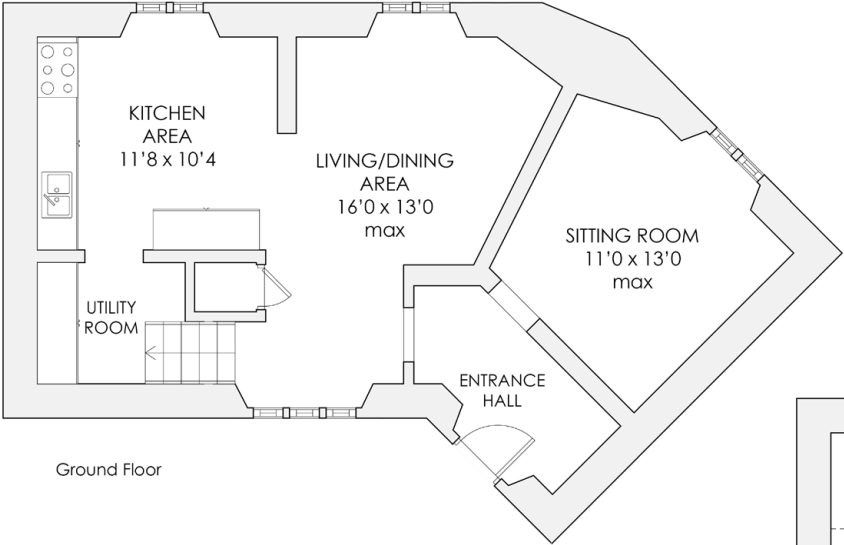 KITCHEN
AREA
11'8 x 10'4
LIVING/DINING
AREA
16'0 x 13'0
max
SITTING ROOM
11'0 x 13'0
max
UTILITY
ROOM
ENTRANCE
HALL
Ground Floor